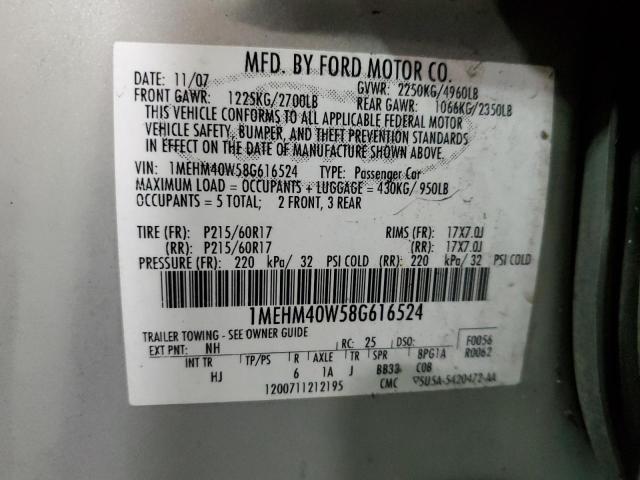 MFD. BY FORD MOTOR CO.
DATE: 11/07 GVWR: 2250KG/4960LB
FRONT GAWR: 1225KG/2700LB REAR GAWR: 1066KG/2350LB
THIS VEHICLE CONFORMS TO ALL APPLICABLE FEDERAL MOTOR
VEHICLE SAFETY, BUMPER, AND THEFT PREVENTION STANDARDS
IN EFFECT ON THE DATE OF MANUFACTURE SHOWN ABOVE.
VIN: 1MEHM40W58G616524 TYPE: Passenger Car
MAXIMUM LOAD = OCCUPANTS + LUGGAGE = 430KG/ 950LB
OCCUPANTS = 5 TOTAL; 2 FRONT, 3 REAR
TIRE (FR): P215/60R17 RIMS (FR): 17X7.0J
(RR): P215/60R17 (RR): 17X7.0J
PRESSURE (FR): 220 kPa/ 32 PSI COLD (RR): 220 kPa/ 32 PSI COLD
1MEHM40W58G616524
TRAILER TOWING - SEE OWNER GUIDE
EXT PNT: NH RC: 25 DSO: F0056
INT TR TP/PS R AXLE TR SPR BPG1A R0062
HJ 6 1A J BB33 COB
1200711212195 CMC 5U5A-5420472-AA